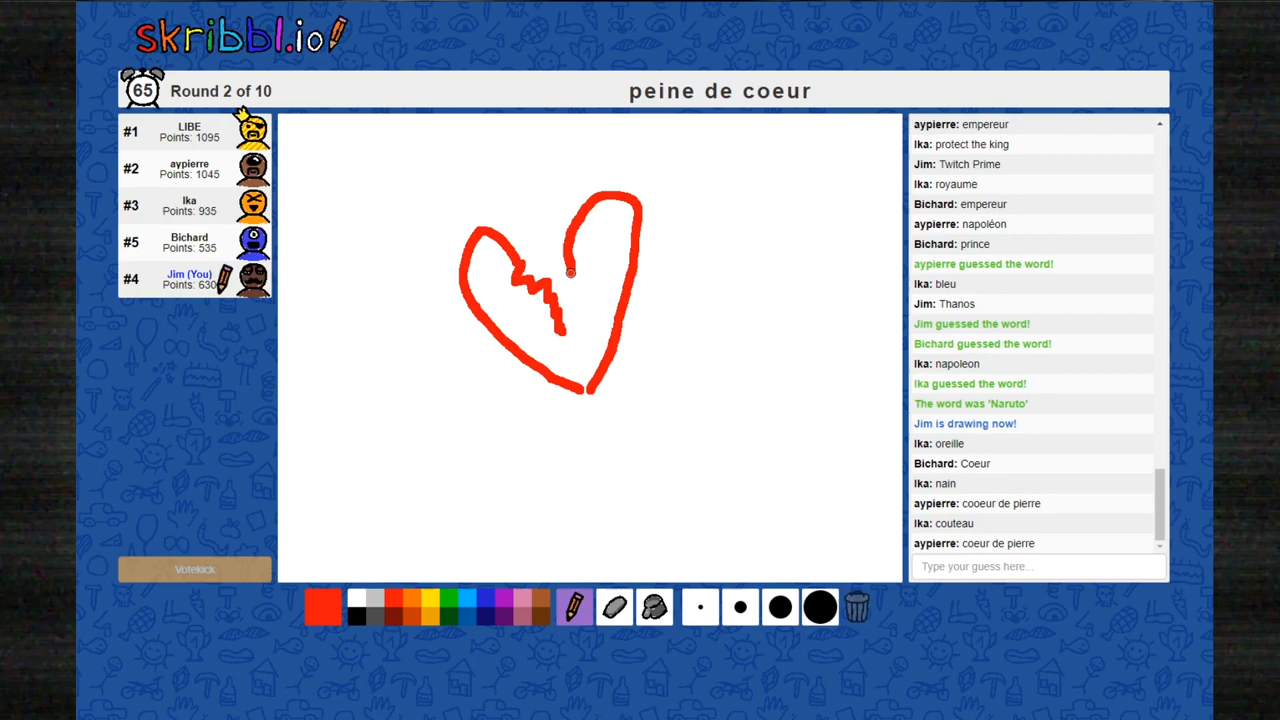 skribbl.io
65 Round 2 of 10 peine de coeur
#1 LIBE
Points: 1095
#2 aypierre
Points: 1045
#3 Ika
Points: 935
#5 Bichard
Points: 535
#4 Jim (You)
Points: 630
Votekick
aypierre: empereur
Ika: protect the king
Jim: Twitch Prime
Ika: royaume
Bichard: empereur
aypierre: napoléon
Bichard: prince
aypierre guessed the word!
Ika: bleu
Jim: Thanos
Jim guessed the word!
Bichard guessed the word!
Ika: napoleon
Ika guessed the word!
The word was 'Naruto'
Jim is drawing now!
Ika: oreille
Bichard: Coeur
Ika: nain
aypierre: cooeur de pierre
Ika: couteau
aypierre: coeur de pierre
Type your guess here...